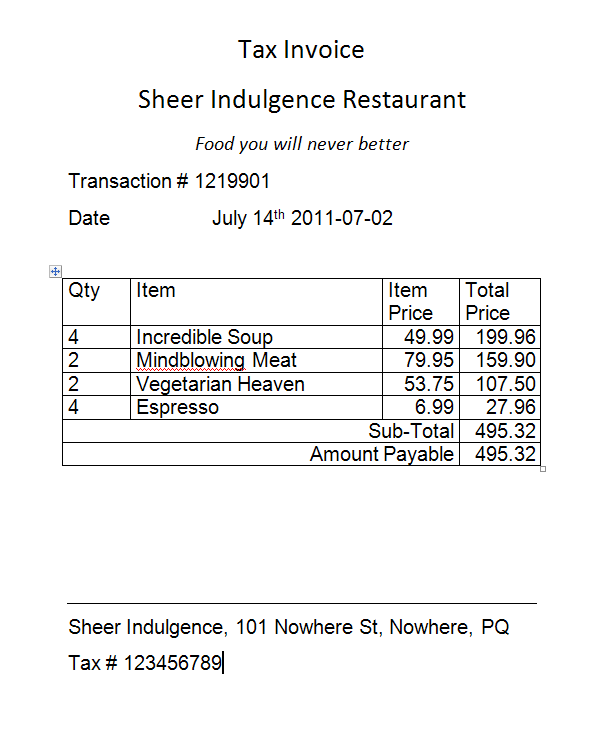 Tax Invoice
Sheer Indulgence Restaurant
Food you will never better
Transaction # 1219901
Date July 14th 2011-07-02
Qty Item Item Price Total Price
4 Incredible Soup 49.99 199.96
2 Mindblowing Meat 79.95 159.90
2 Vegetarian Heaven 53.75 107.50
4 Espresso 6.99 27.96
Sub-Total 495.32
Amount Payable 495.32
Sheer Indulgence, 101 Nowhere St, Nowhere, PQ
Tax # 123456789